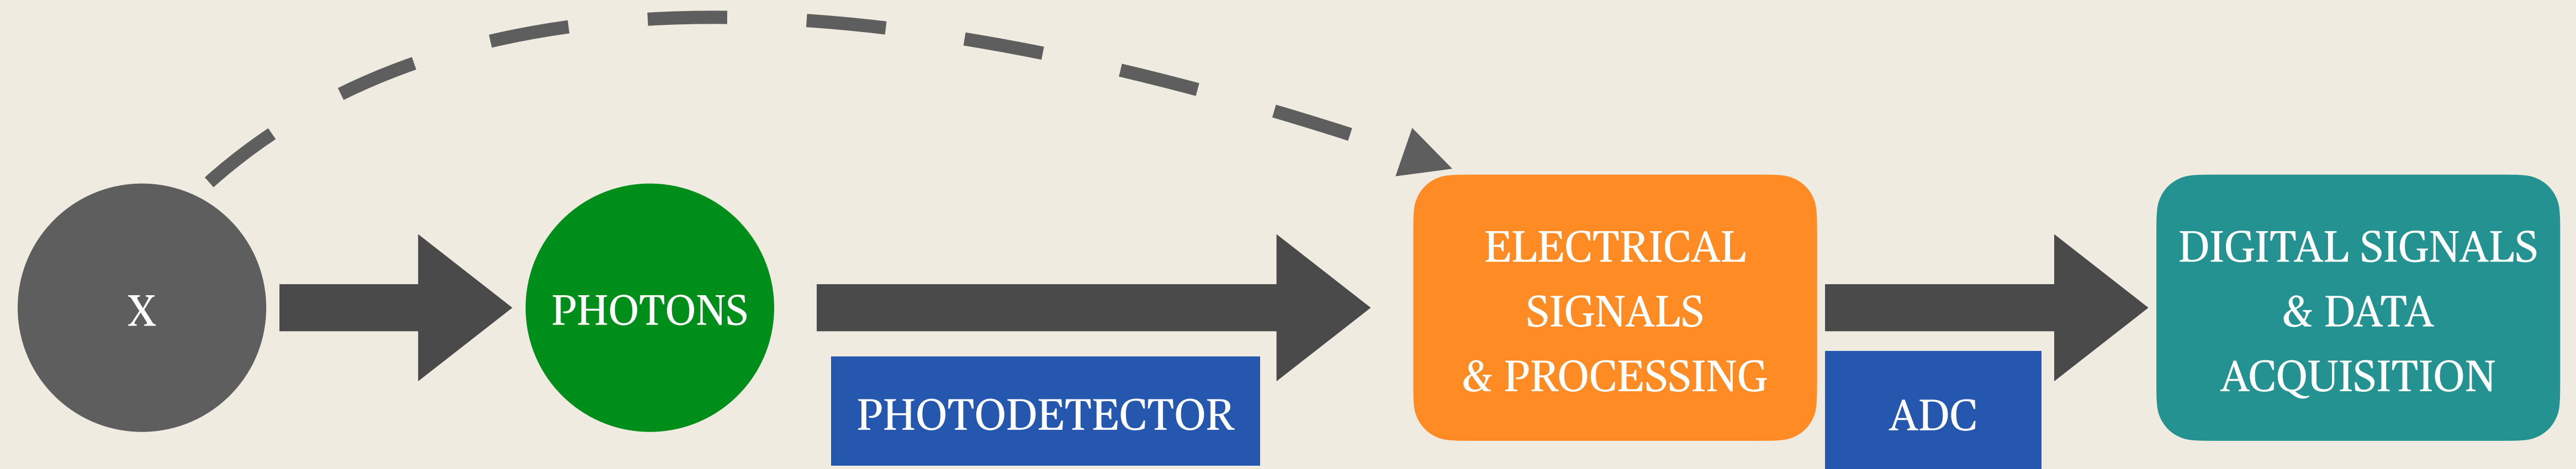 X
PHOTONS
PHOTODETECTOR
ELECTRICAL
SIGNALS
& PROCESSING
ADC
DIGITAL SIGNALS
& DATA
ACQUISITION